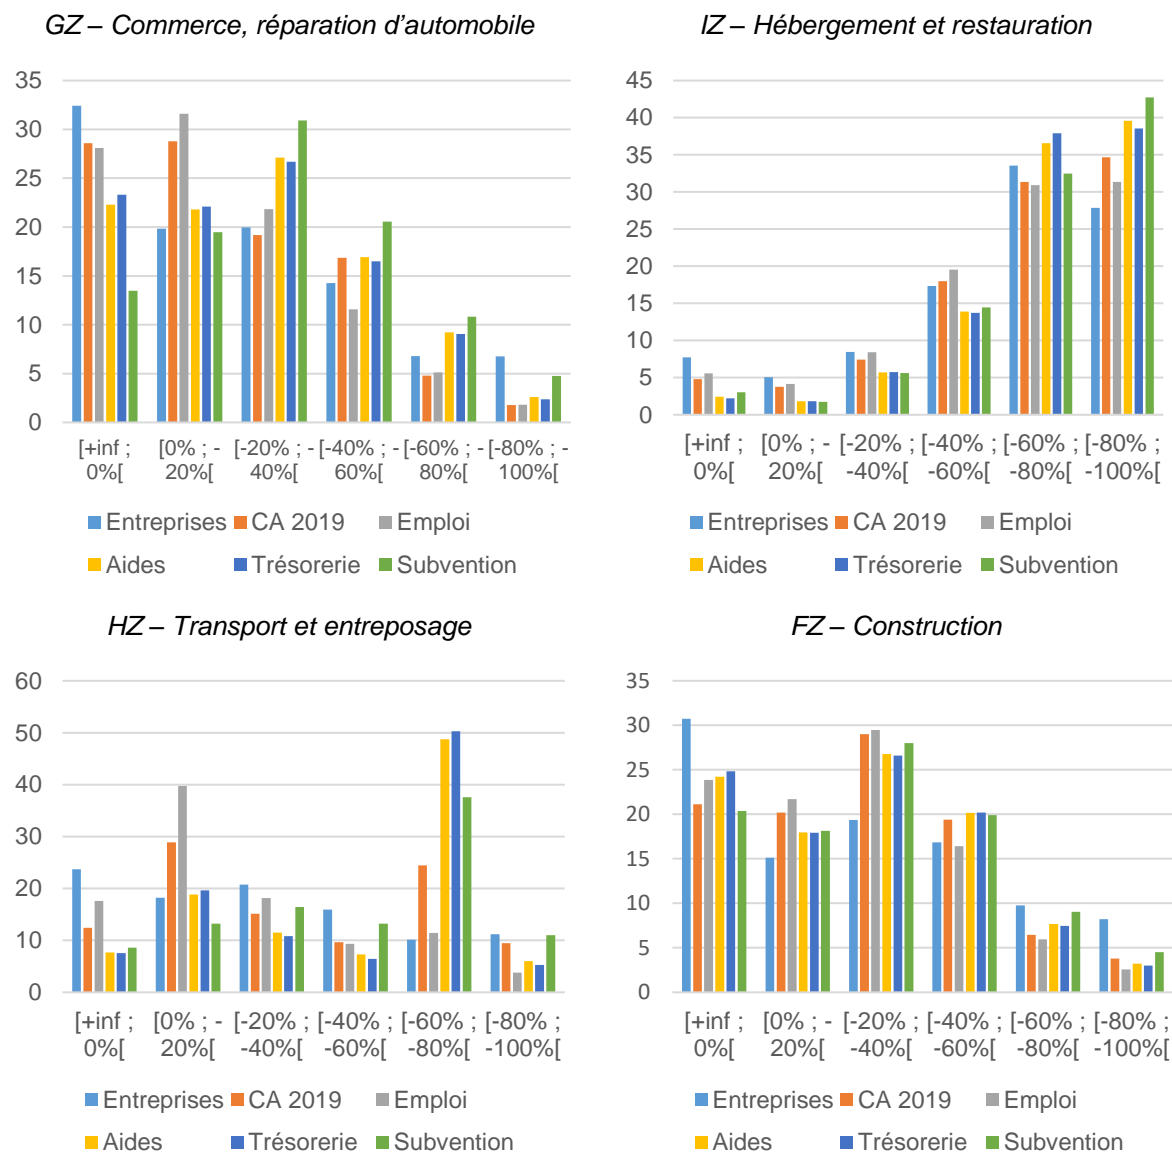 GZ – Commerce, réparation d'automobile
35
30
25
20
15
10
5
0
[+inf ; [0% ; - [-20% ; - [-40% ; - [-60% ; - [-80% ; -
0%[ 20%[ 40%[ 60%[ 80%[ 100%[
Entreprises CA 2019 Emploi
Aides Trésorerie Subvention
IZ – Hébergement et restauration
45
40
35
30
25
20
15
10
5
0
[+inf ; [0% ; - [-20% ; [-40% ; [-60% ; [-80% ;
0%[ 20%[ -40%[ -60%[ -80%[ -100%[
Entreprises CA 2019 Emploi
Aides Trésorerie Subvention
HZ – Transport et entreposage
60
50
40
30
20
10
0
[+inf ; [0% ; - [-20% ; [-40% ; [-60% ; [-80% ;
0%[ 20%[ -40%[ -60%[ -80%[ -100%[
Entreprises CA 2019 Emploi
Aides Trésorerie Subvention
FZ – Construction
35
30
25
20
15
10
5
0
[+inf ; [0% ; - [-20% ; [-40% ; [-60% ; [-80% ;
0%[ 20%[ -40%[ -60%[ -80%[ -100%[
Entreprises CA 2019 Emploi
Aides Trésorerie Subvention